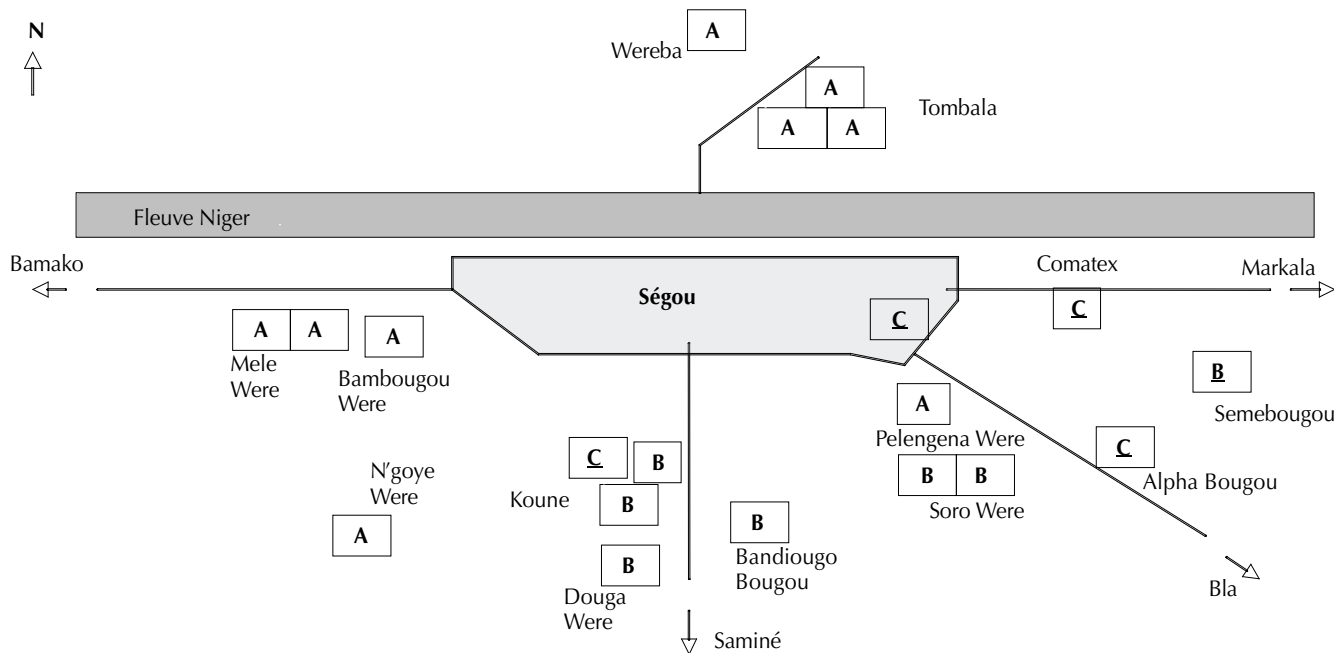 N
A
Wereba
A
Tombala
A A
Fleuve Niger
Bamako
Comatex
Markala
Ségou
C
C
A A
A
Mele
Were
Bambougou
Were
B
Semebougou
A
Pelengena Were
C
Alpha Bougou
B B
Soro Were
N'goye
Were
A
C
B
Koune
B
B
Bandiougo
Bougou
B
Douga
Were
Bla
Saminé